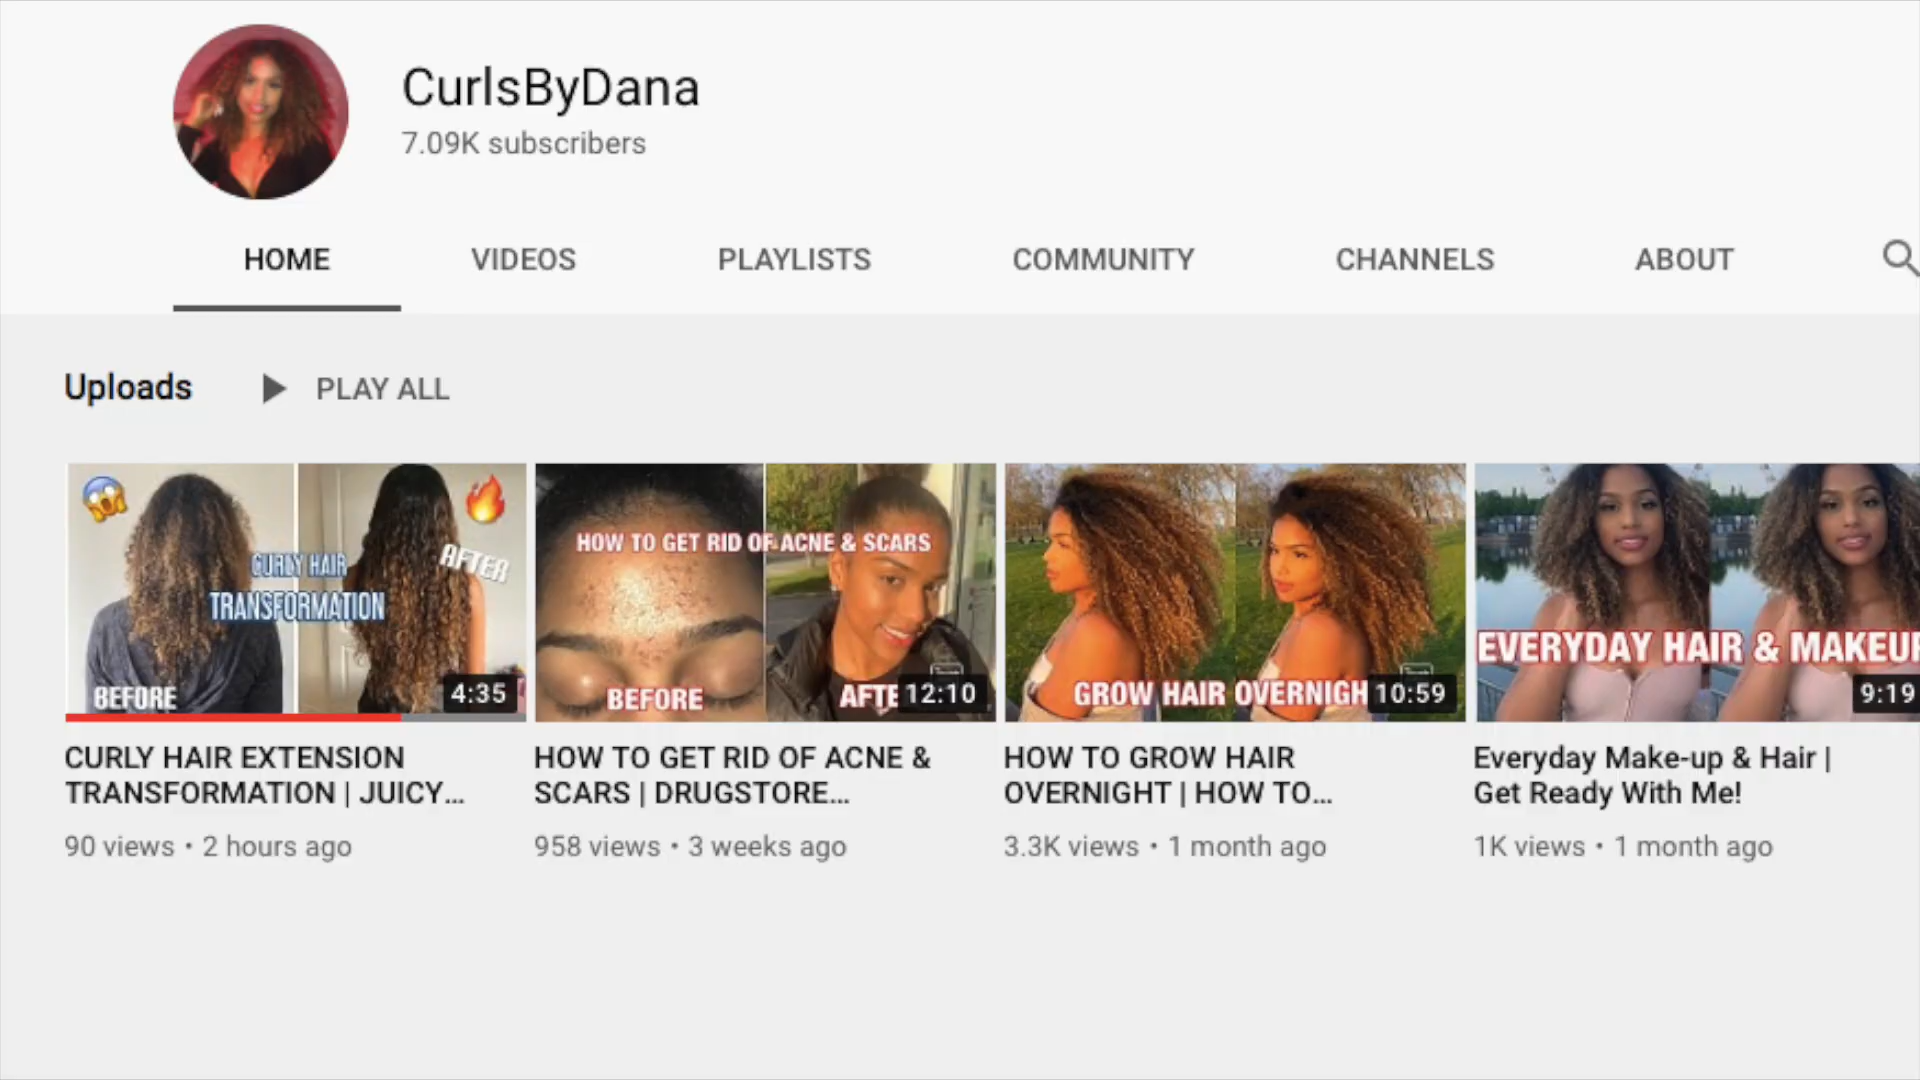 CurlsByDana
7.09K subscribers
HOME VIDEOS PLAYLISTS COMMUNITY CHANNELS ABOUT
Uploads PLAY ALL
CURLY HAIR
TRANSFORMATION
AFTER
BEFORE
4:35
HOW TO GET RID OF ACNE & SCARS
BEFORE
AFTE
12:10
GROW HAIR OVERNIGH
10:59
EVERYDAY HAIR & MAKEUP
9:19
CURLY HAIR EXTENSION
TRANSFORMATION | JUICY...
90 views • 2 hours ago
HOW TO GET RID OF ACNE &
SCARS | DRUGSTORE...
958 views • 3 weeks ago
HOW TO GROW HAIR
OVERNIGHT | HOW TO...
3.3K views • 1 month ago
Everyday Make-up & Hair |
Get Ready With Me!
1K views • 1 month ago